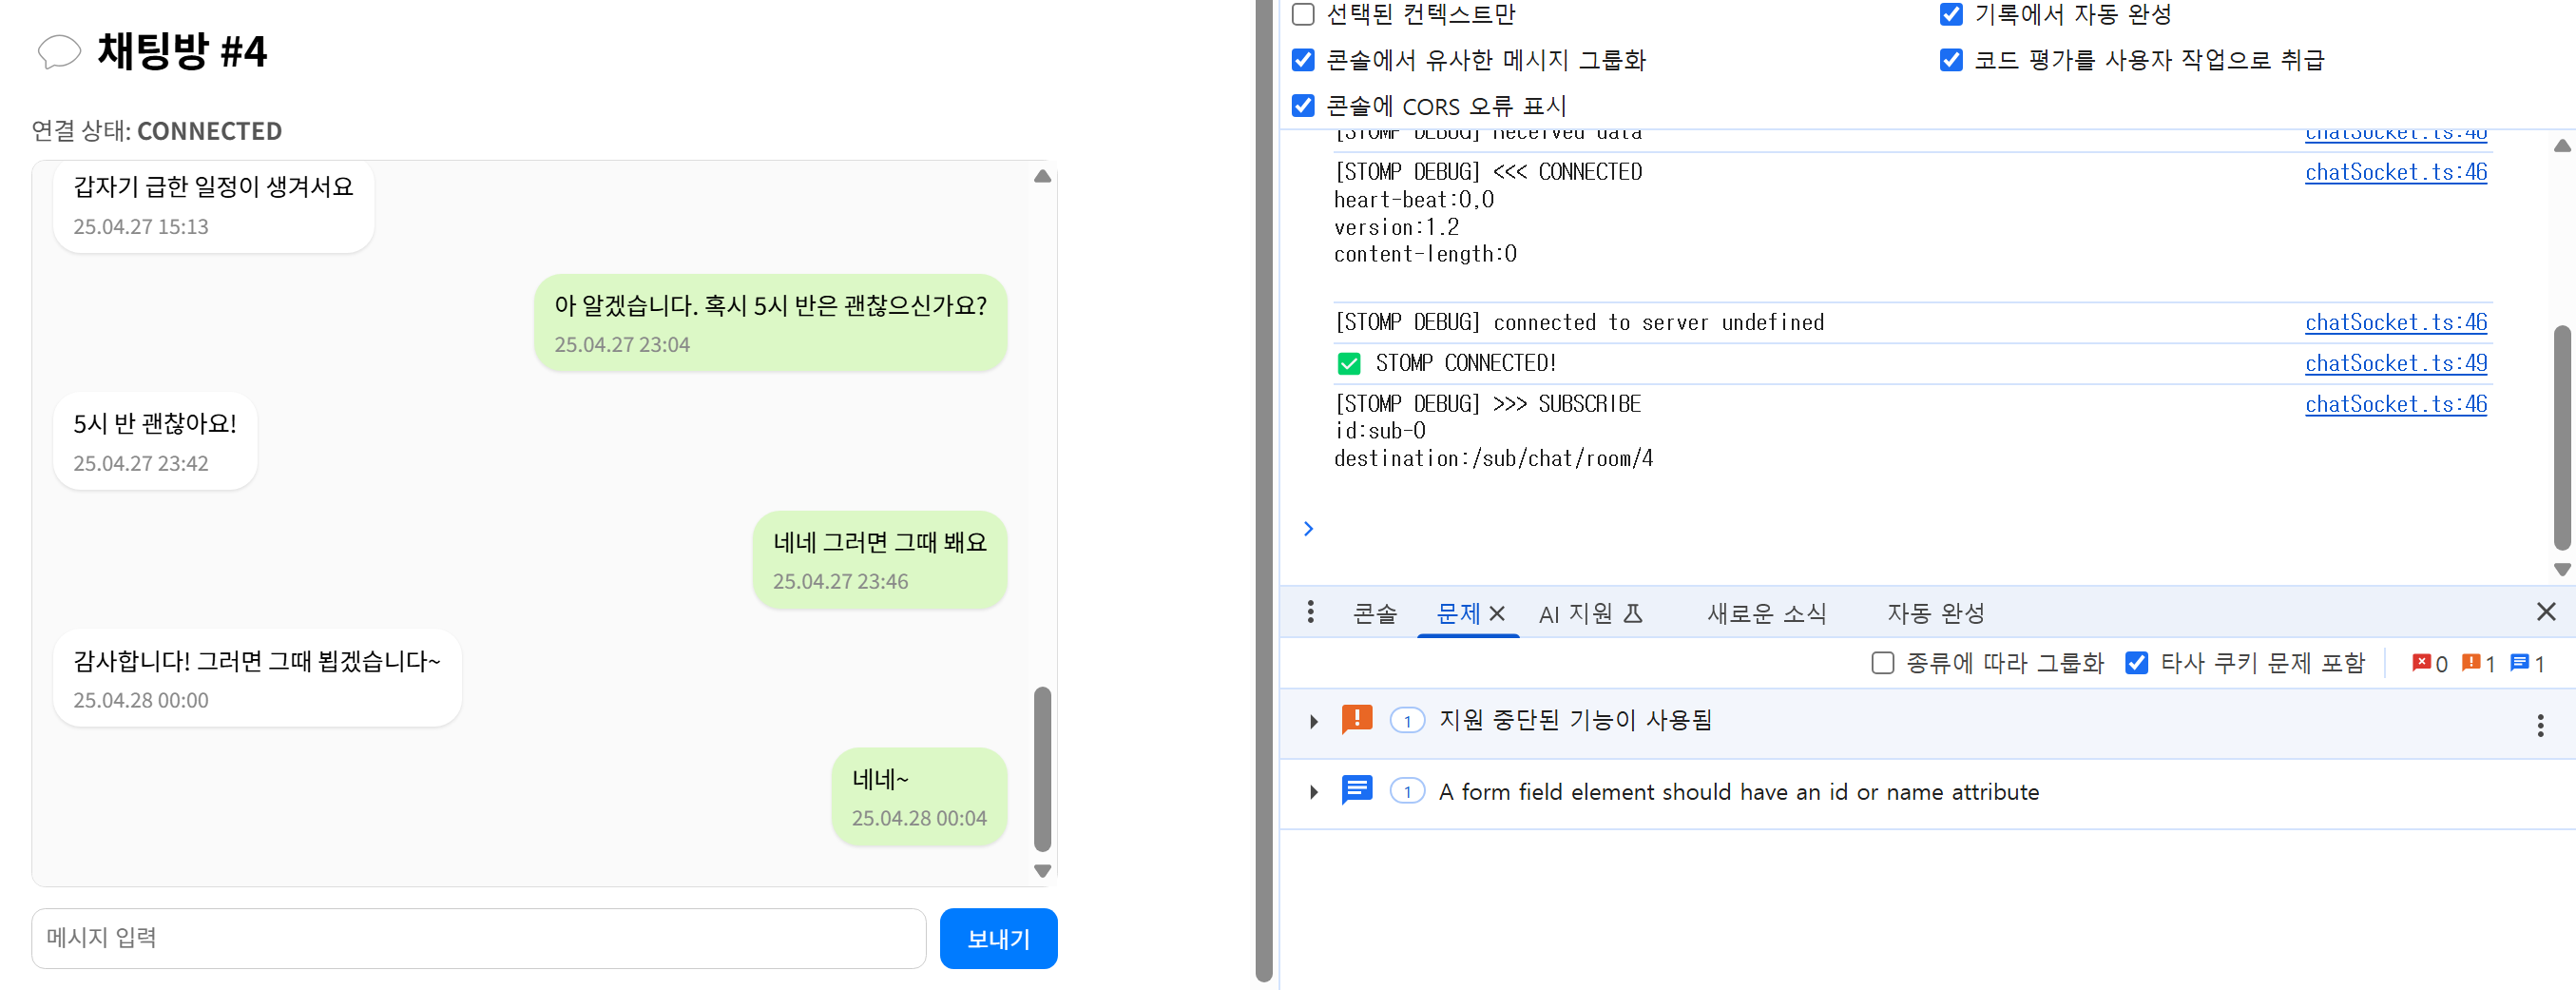 채팅방 #4
연결 상태: CONNECTED
갑자기 급한 일정이 생겨서요
25.04.27 15:13
아 알겠습니다. 혹시 5시 반은 괜찮으신가요?
25.04.27 23:04
5시 반 괜찮아요!
25.04.27 23:42
네네 그러면 그때 봬요
25.04.27 23:46
감사합니다! 그러면 그때 뵙겠습니다~
25.04.28 00:00
네네~
25.04.28 00:04
메시지 입력
보내기
선택된 컨텍스트만
기록에서 자동 완성
콘솔에서 유사한 메시지 그룹화
코드 평가를 사용자 작업으로 취급
콘솔에 CORS 오류 표시
[STOMP DEBUG] Received data chatSocket.ts:46
[STOMP DEBUG] <<< CONNECTED chatSocket.ts:46
heart-beat:0,0
version:1.2
content-length:0
[STOMP DEBUG] connected to server undefined chatSocket.ts:46
STOMP CONNECTED! chatSocket.ts:49
[STOMP DEBUG] >>> SUBSCRIBE chatSocket.ts:46
id:sub-0
destination:/sub/chat/room/4
콘솔 문제 AI 지원 새로운 소식 자동 완성
종류에 따라 그룹화 타사 쿠키 문제 포함 0 1 1
1 지원 중단된 기능이 사용됨
1 A form field element should have an id or name attribute